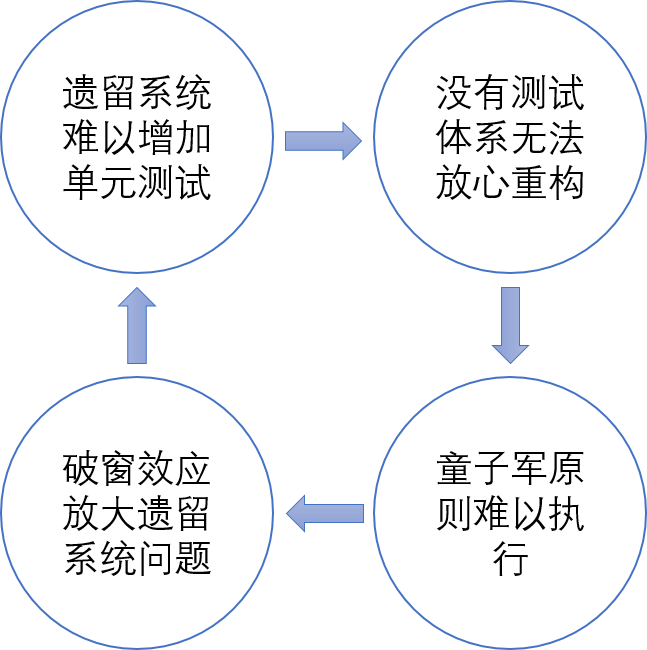 遗留系统
难以增加
单元测试
没有测试
体系无法
放心重构
破窗效应
放大遗留
系统问题
童子军原
则难以执
行